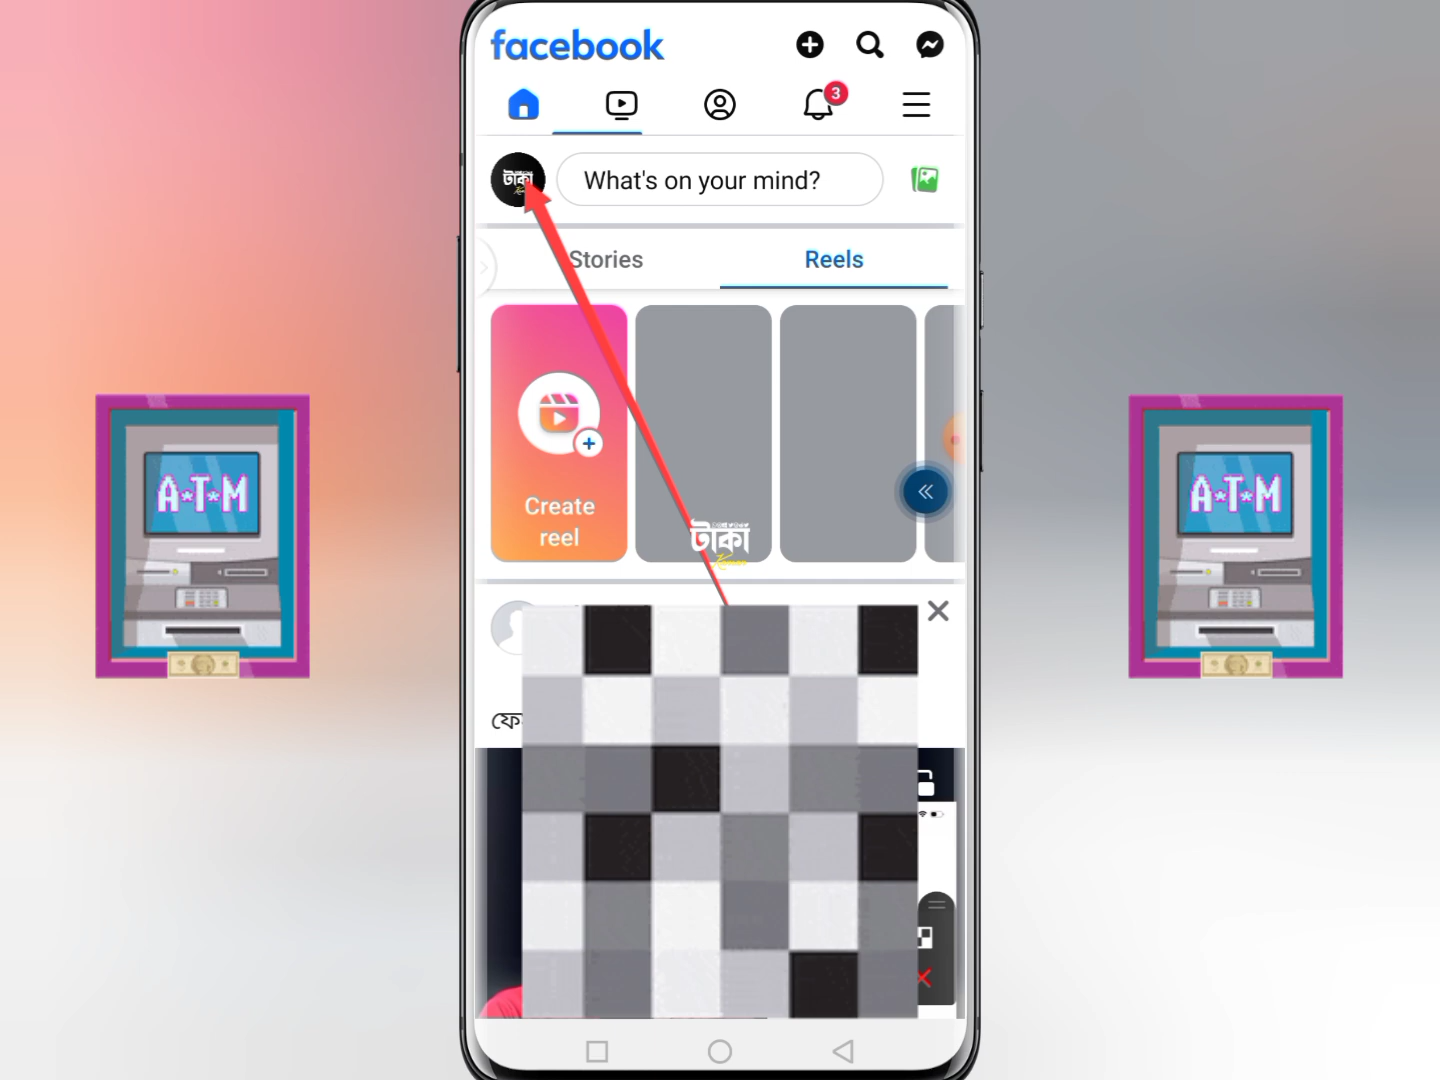 facebook
3
টাকা
What's on your mind?
Stories
Reels
Create
reel
টাকা
A*T*M
A*T*M